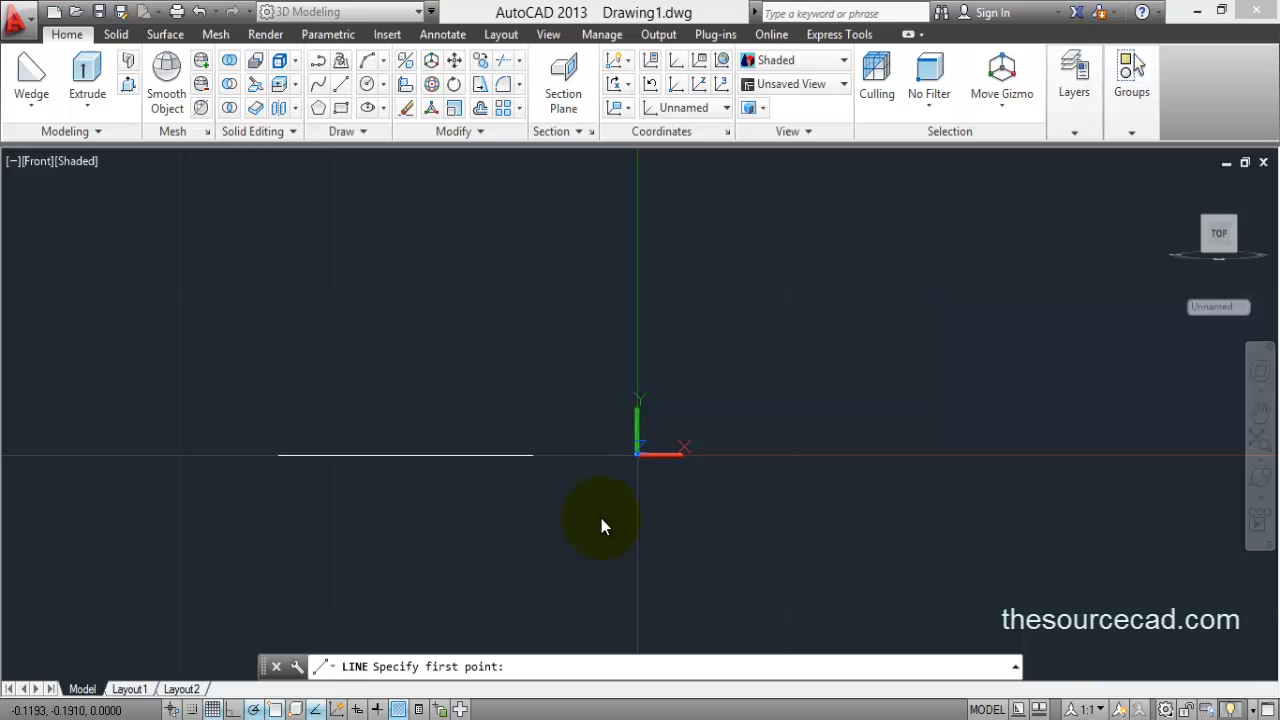 3D Modeling
AutoCAD 2013 Drawing1.dwg
Type a keyword or phrase
Sign In
Home Solid Surface Mesh Render Parametric Insert Annotate Layout View Manage Output Plug-ins Online Express Tools
Wedge Extrude Smooth Object Section Plane Shaded Unsaved View Unnamed Culling No Filter Move Gizmo Layers Groups
Modeling Mesh Solid Editing Draw Modify Section Coordinates View Selection
[−][Front][Shaded]
TOP
Unnamed
Y
Z
X
thesourcecad.com
LINE Specify first point:
Model Layout1 Layout2
-0.1193, -0.1910, 0.0000
MODEL
1:1